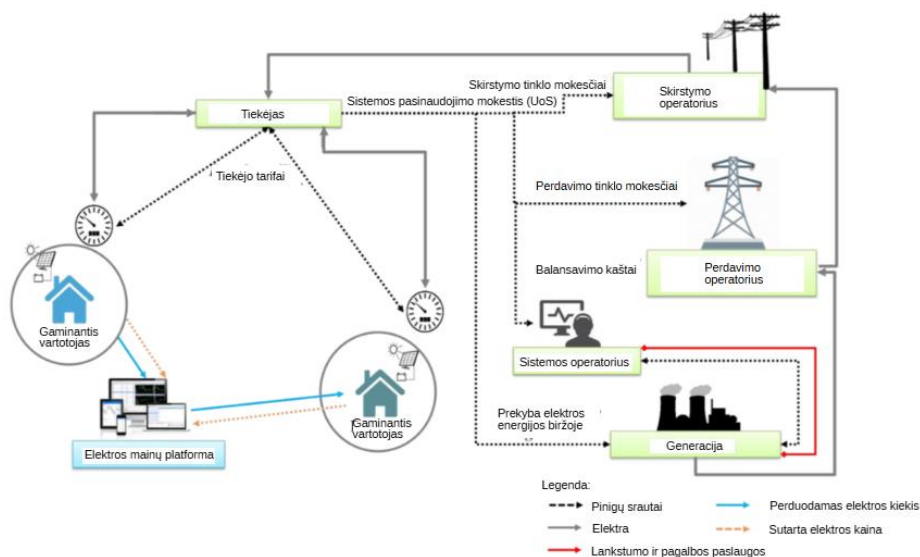 Skirstymo tinklo mokesčiai
Skirstymo
operatorius
Tiekėjas
Sistemos pasinaudojimo mokestis (UoS)
Tiekėjo tarifai
Perdavimo tinklo mokesčiai
Balansavimo kaštai
Perdavimo
operatorius
Gaminantis
vartotojas
Sistemos operatorius
Gaminantis
vartotojas
Elektros mainų platforma
Prekyba elektros
energijos biržoje
Generacija
Legenda:
Pinigų srautai
Perduodamas elektros kiekis
Elektra
Sutarta elektros kaina
Lankstumo ir pagalbos paslaugos